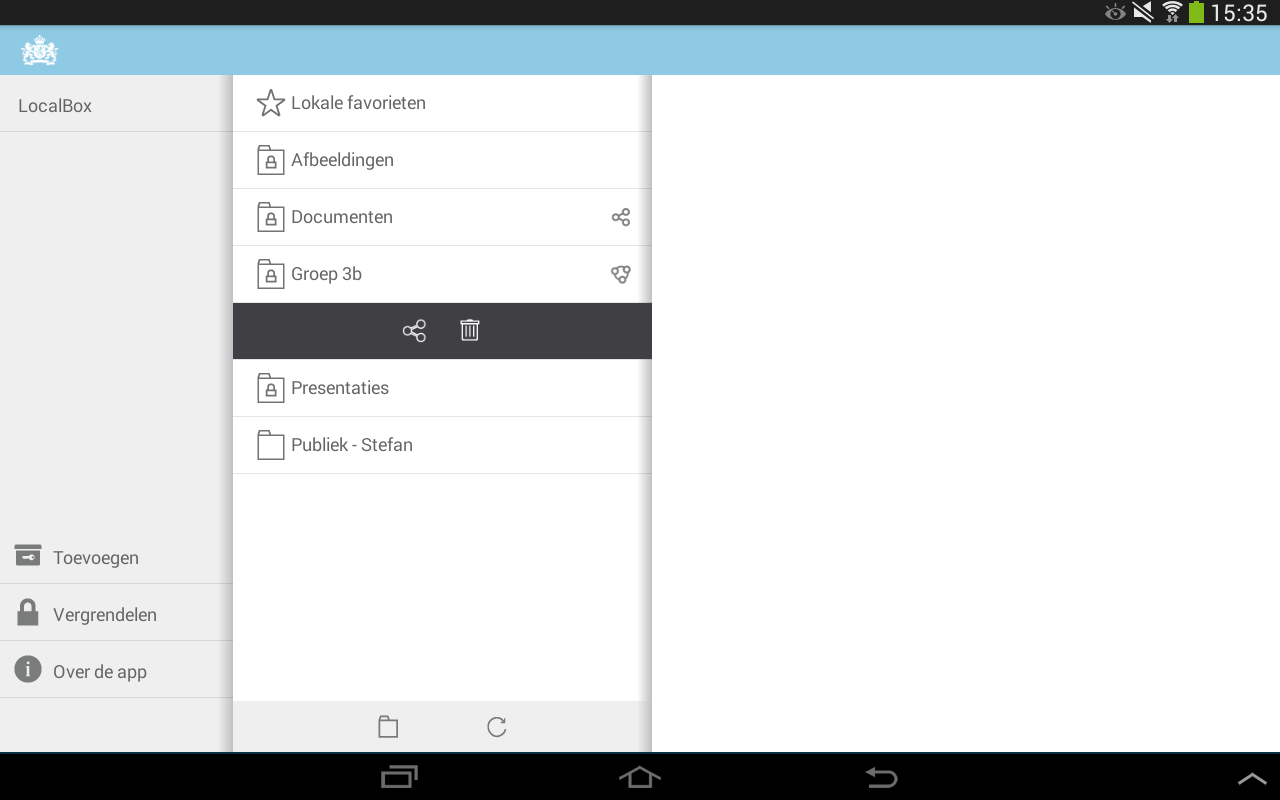 15:35
LocalBox
Lokale favorieten
Afbeeldingen
Documenten
Groep 3b
Presentaties
Publiek - Stefan
Toevoegen
Vergrendelen
Over de app